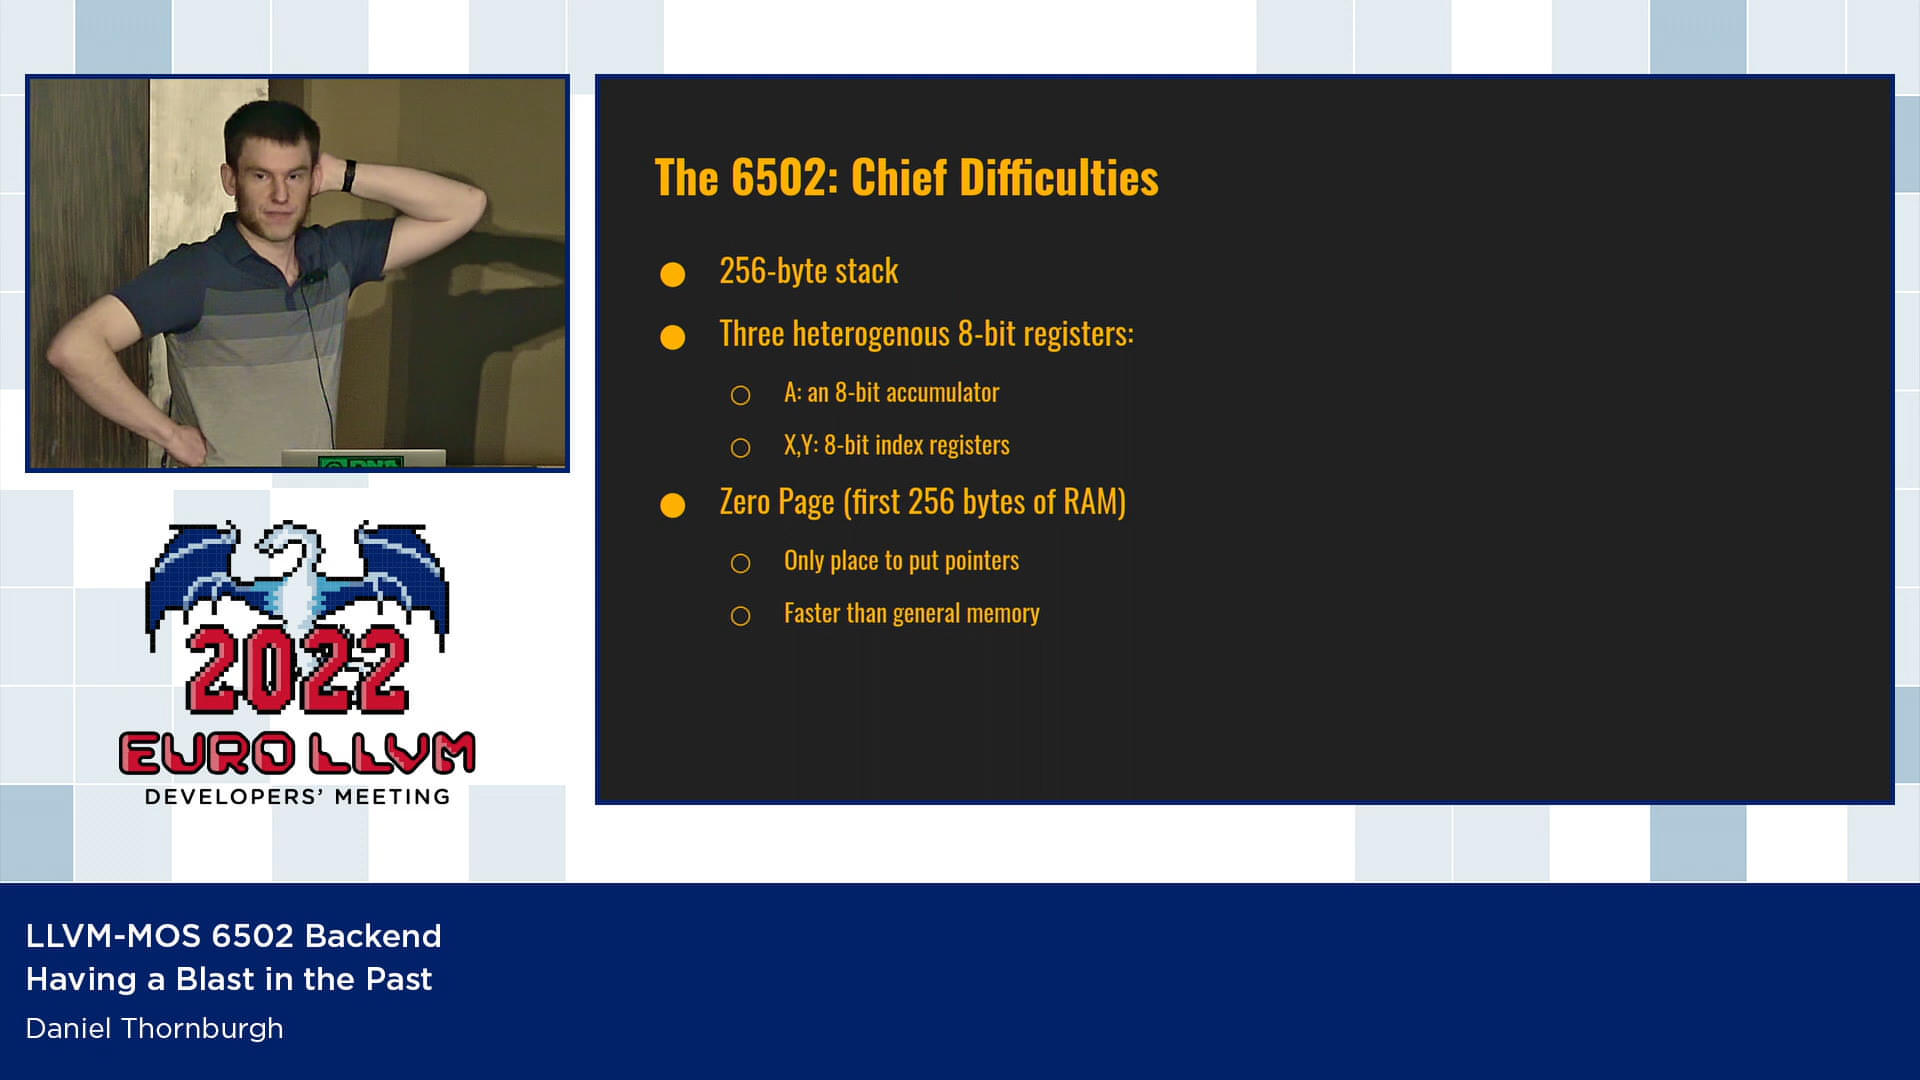 The 6502: Chief Difficulties
256-byte stack
Three heterogenous 8-bit registers:
A: an 8-bit accumulator
X,Y: 8-bit index registers
Zero Page (first 256 bytes of RAM)
Only place to put pointers
Faster than general memory
2022
EURO LLVM
DEVELOPERS' MEETING
LLVM-MOS 6502 Backend
Having a Blast in the Past
Daniel Thornburgh